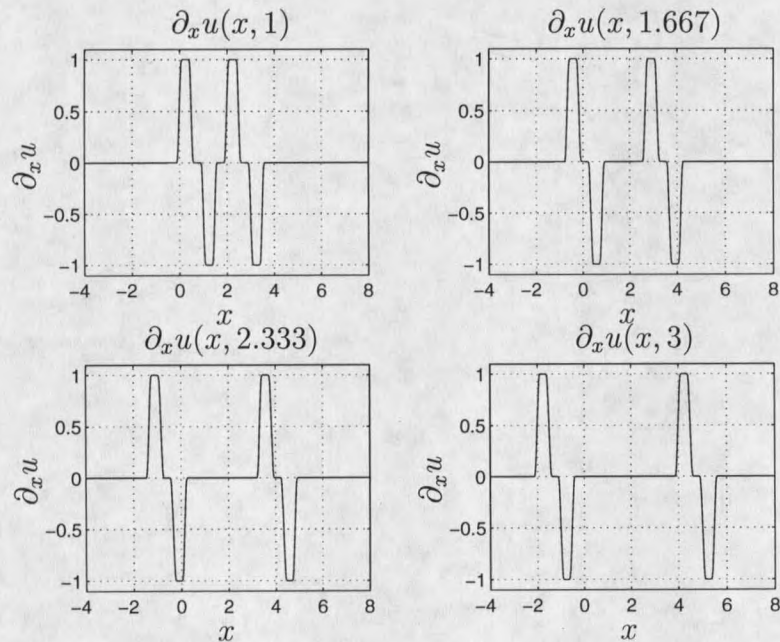 ∂ₓu(x, 1)
∂ₓu
1
0.5
0
−0.5
−1
−4 −2 0 2 4 6 8
x
∂ₓu(x, 1.667)
∂ₓu
1
0.5
0
−0.5
−1
−4 −2 0 2 4 6 8
x
∂ₓu(x, 2.333)
∂ₓu
1
0.5
0
−0.5
−1
−4 −2 0 2 4 6 8
x
∂ₓu(x, 3)
∂ₓu
1
0.5
0
−0.5
−1
−4 −2 0 2 4 6 8
x